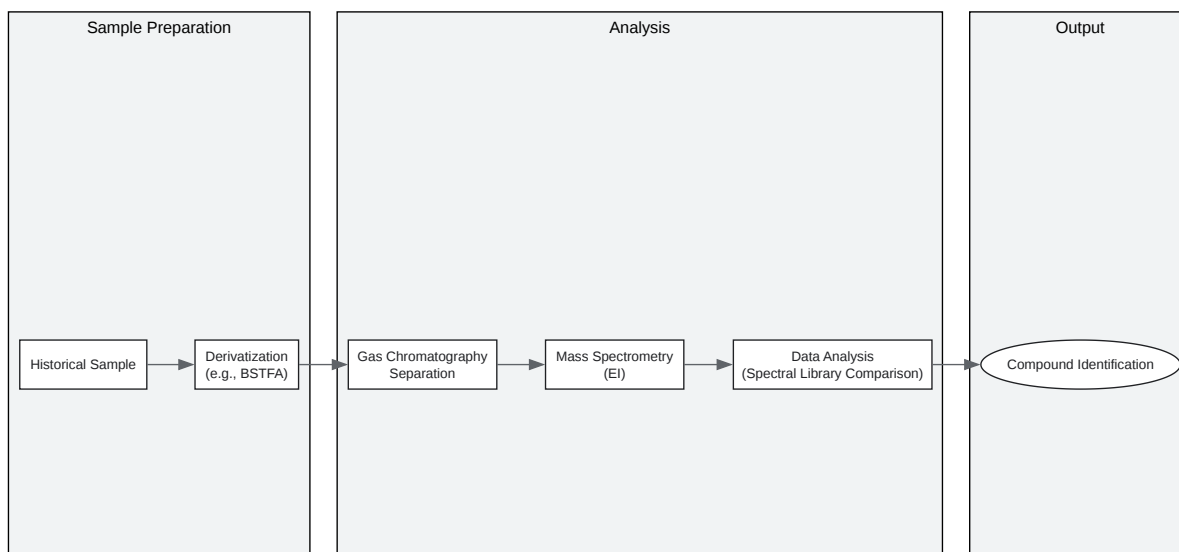 Sample Preparation
Analysis
Output
Historical Sample
Derivatization
(e.g., BSTFA)
Gas Chromatography
Separation
Mass Spectrometry
(EI)
Data Analysis
(Spectral Library Comparison)
Compound Identification